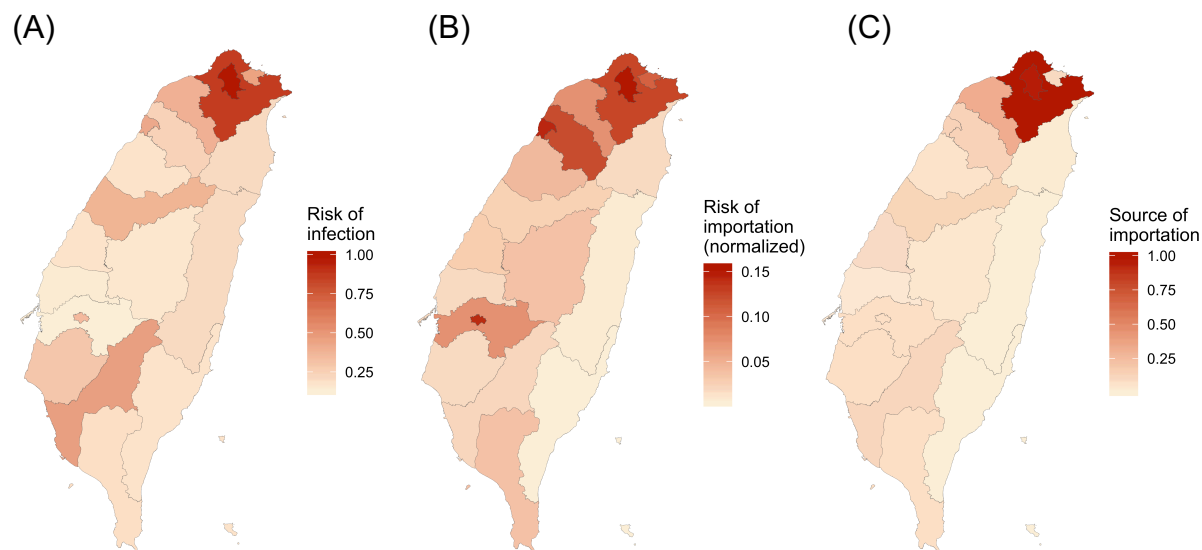 (A)
(B)
(C)
Risk of
infection
1.00
0.75
0.50
0.25
Risk of
importation
(normalized)
0.15
0.10
0.05
Source of
importation
1.00
0.75
0.50
0.25